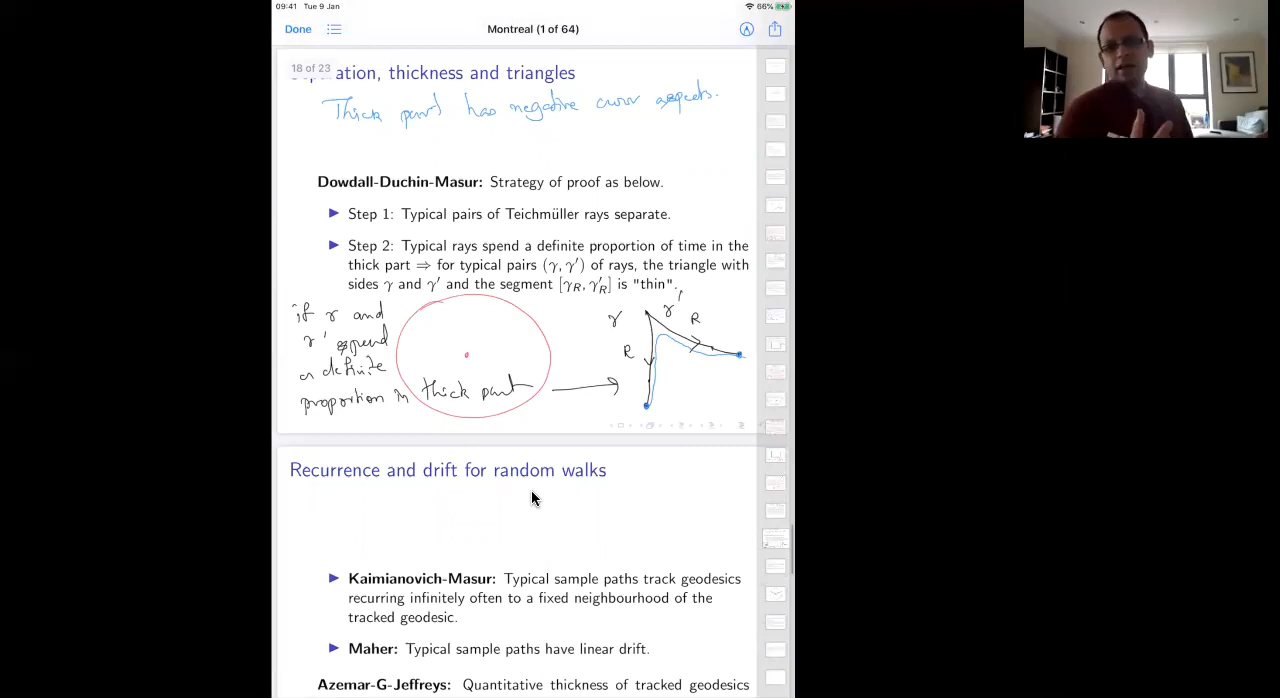 09:41 Tue 9 Jan
66%
Done
Montreal (1 of 64)
18 of 23
ation, thickness and triangles
Thick part has negative curv aspects.
Dowdall-Duchin-Masur: Strategy of proof as below.
▶ Step 1: Typical pairs of Teichmüller rays separate.
▶ Step 2: Typical rays spend a definite proportion of time in the
thick part ⇒ for typical pairs (γ, γ′) of rays, the triangle with
sides γ and γ′ and the segment [γ_R, γ′_R] is "thin".
if γ and
γ′ spend
a definite
proportion in thick part
γ
γ′
R
R
Recurrence and drift for random walks
▶ Kaimianovich-Masur: Typical sample paths track geodesics
recurring infinitely often to a fixed neighbourhood of the
tracked geodesic.
▶ Maher: Typical sample paths have linear drift.
Azemar-G-Jeffreys: Quantitative thickness of tracked geodesics